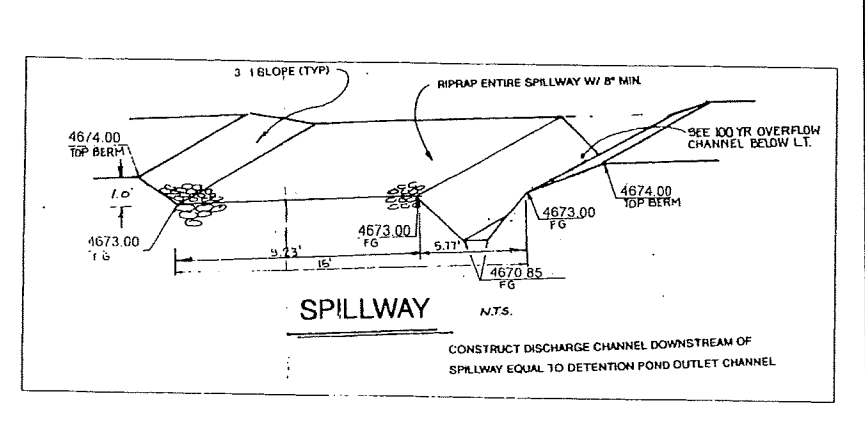 3 1 SLOPE (TYP)
RIPRAP ENTIRE SPILLWAY W/ 8" MIN.
4674.00
TOP BERM
SEE 100 YR OVERFLOW
CHANNEL BELOW L.T.
1.0'
4674.00
TOP BERM
4673.00
FG
4673.00
FG
4673.00
FG
9.23'
5.77'
15'
4670.85
FG
SPILLWAY
N.T.S.
CONSTRUCT DISCHARGE CHANNEL DOWNSTREAM OF
SPILLWAY EQUAL TO DETENTION POND OUTLET CHANNEL